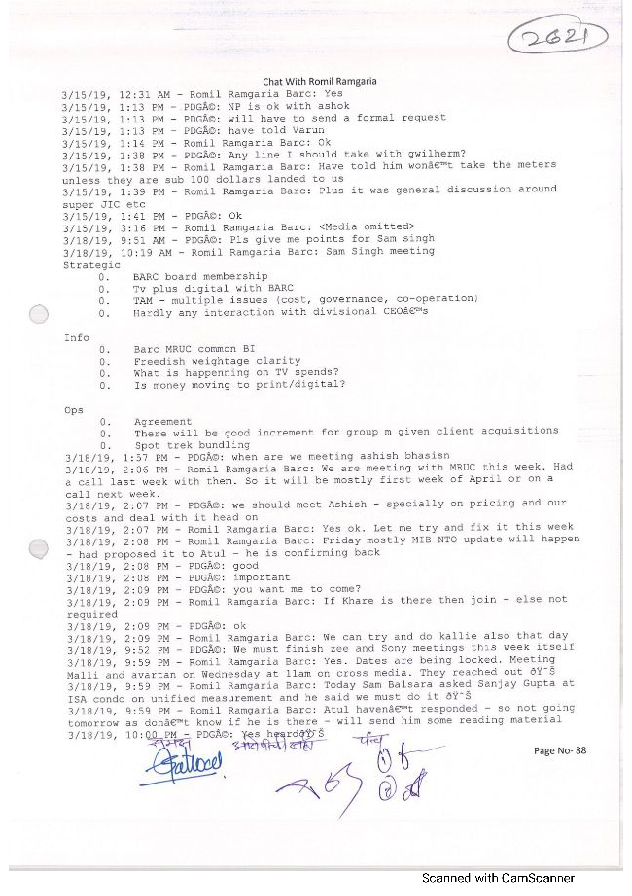 2621
Chat With Romil Ramgaria
3/15/19, 12:31 AM - Romil Ramgaria Barc: Yes
3/15/19, 1:13 PM - PDGÃ©: NP is ok with ashok
3/15/19, 1:13 PM - PDGÃ©: will have to send a formal request
3/15/19, 1:13 PM - PDGÃ©: have told Varun
3/15/19, 1:14 PM - Romil Ramgaria Barc: Ok
3/15/19, 1:38 PM - PDGÃ©: Any line I should take with gwilherm?
3/15/19, 1:38 PM - Romil Ramgaria Barc: Have told him wonâ€™t take the meters
unless they are sub 100 dollars landed to us
3/15/19, 1:39 PM - Romil Ramgaria Barc: Plus it was general discussion around
super JIC etc
3/15/19, 1:41 PM - PDGÃ©: Ok
3/15/19, 3:16 PM - Romil Ramgaria Barc: <Media omitted>
3/18/19, 9:51 AM - PDGÃ©: Pls give me points for Sam singh
3/18/19, 10:19 AM - Romil Ramgaria Barc: Sam Singh meeting
Strategic
0. BARC board membership
0. Tv plus digital with BARC
0. TAM - multiple issues (cost, governance, co-operation)
0. Hardly any interaction with divisional CEOâ€™s
Info
0. Barc MRUC common BI
0. Freedish weightage clarity
0. What is happenning on TV spends?
0. Is money moving to print/digital?
Ops
0. Agreement
0. There will be good increment for group m given client acquisitions
0. Spot trek bundling
3/18/19, 1:57 PM - PDGÃ©: when are we meeting ashish bhasisn
3/18/19, 2:06 PM - Romil Ramgaria Barc: We are meeting with MRUC this week. Had
a call last week with then. So it will be mostly first week of April or on a
call next week.
3/18/19, 2:07 PM - PDGÃ©: we should meet Ashish - specially on pricing and our
costs and deal with it head on
3/18/19, 2:07 PM - Romil Ramgaria Barc: Yes ok. Let me try and fix it this week
3/18/19, 2:08 PM - Romil Ramgaria Barc: Friday mostly MIB NTO update will happen
- had proposed it to Atul - he is confirming back
3/18/19, 2:08 PM - PDGÃ©: good
3/18/19, 2:08 PM - PDGÃ©: important
3/18/19, 2:09 PM - PDGÃ©: you want me to come?
3/18/19, 2:09 PM - Romil Ramgaria Barc: If Khare is there then join - else not
required
3/18/19, 2:09 PM - PDGÃ©: ok
3/18/19, 2:09 PM - Romil Ramgaria Barc: We can try and do kallie also that day
3/18/19, 9:52 PM - PDGÃ©: We must finish zee and Sony meetings this week itself
3/18/19, 9:59 PM - Romil Ramgaria Barc: Yes. Dates are being locked. Meeting
Malli and avartan or Wednesday at 11am on cross media. They reached out ðŸ˜Š
3/18/19, 9:59 PM - Romil Ramgaria Barc: Today Sam Balsara asked Sanjay Gupta at
ISA condc on unified measurement and he said we must do it ðŸ˜Š
3/18/19, 9:59 PM - Romil Ramgaria Barc: Atul havenâ€™t responded - so not going
tomorrow as donâ€™t know if he is there - will send him some reading material
3/18/19, 10:00 PM - PDGÃ©: Yes heardðŸ˜Š
पंच
Page No- 38
Scanned with CamScanner